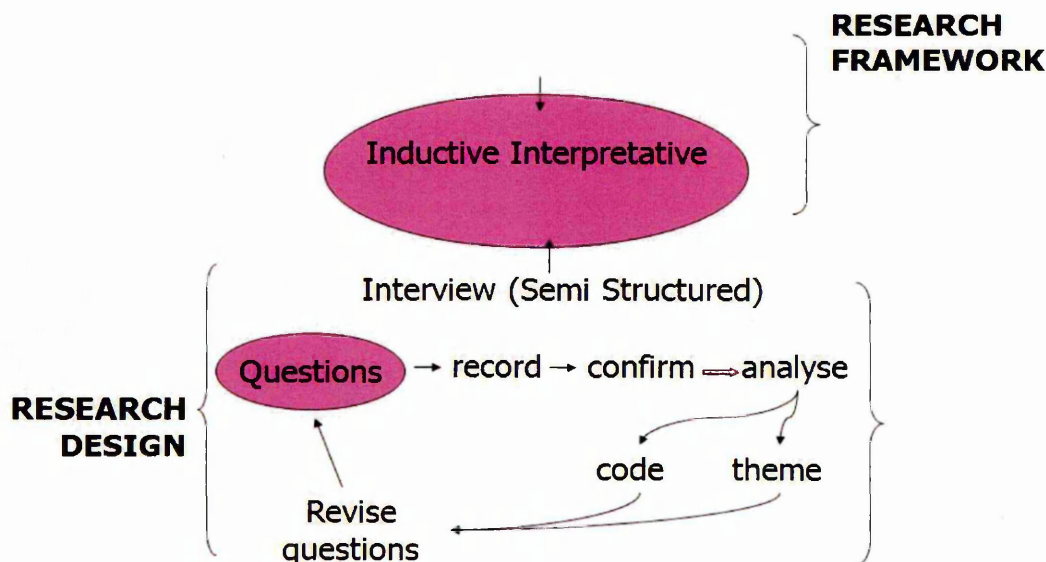 RESEARCH
FRAMEWORK
Inductive Interpretative
Interview (Semi Structured)
Questions → record → confirm ⇒ analyse
RESEARCH
DESIGN
code theme
Revise
questions